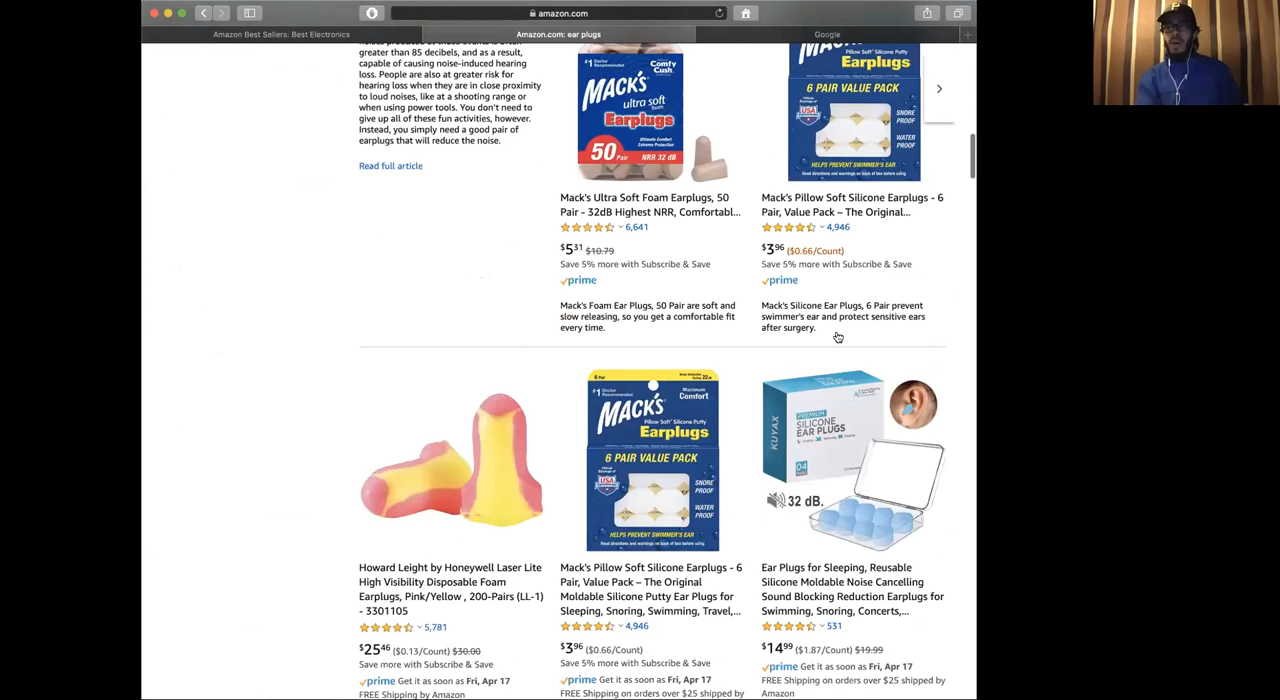 amazon.com
Amazon Best Sellers: Best Electronics
Amazon.com: ear plugs
Google
greater than 85 decibels, and as a result,
capable of causing noise-induced hearing
loss. People are also at greater risk for
hearing loss when they are in close proximity
to loud noises, like at a shooting range or
when using power tools. You don't need to
give up all of these fun activities, however.
Instead, you simply need a good pair of
earplugs that will reduce the noise.
Read full article
#1 Doctor
Recommended
Comfy
Cush
MACK'S
ultra soft
foam
Earplugs
50 Pair
Ultimate Comfort
Extreme Protection
NRR 32 dB
Mack's Ultra Soft Foam Earplugs, 50
Pair - 32dB Highest NRR, Comfortabl...
6,641
$5 31 $10.79
Save 5% more with Subscribe & Save
prime
Mack's Foam Ear Plugs, 50 Pair are soft and
slow releasing, so you get a comfortable fit
every time.
MACK'S
Pillow Soft Silicone Putty
Earplugs
6 PAIR VALUE PACK
USA
SNORE
PROOF
WATER
PROOF
HELPS PREVENT SWIMMER'S EAR
Read directions and warnings on back of box before using
Mack's Pillow Soft Silicone Earplugs - 6
Pair, Value Pack – The Original...
4,946
$3 96 ($0.66/Count)
Save 5% more with Subscribe & Save
prime
Mack's Silicone Ear Plugs, 6 Pair prevent
swimmer's ear and protect sensitive ears
after surgery.
Howard Leight by Honeywell Laser Lite
High Visibility Disposable Foam
Earplugs, Pink/Yellow , 200-Pairs (LL-1)
- 3301105
5,781
$25 46 ($0.13/Count) $30.00
Save more with Subscribe & Save
prime Get it as soon as Fri, Apr 17
FREE Shipping by Amazon
6 Pair
#1 Doctor
Recommended
Maximum
Comfort
MACK'S
Pillow Soft Silicone Putty
Earplugs
6 PAIR VALUE PACK
USA
SNORE
PROOF
WATER
PROOF
HELPS PREVENT SWIMMER'S EAR
Read directions and warnings on back of box before using
Mack's Pillow Soft Silicone Earplugs - 6
Pair, Value Pack – The Original
Moldable Silicone Putty Ear Plugs for
Sleeping, Snoring, Swimming, Travel,...
4,946
$3 96 ($0.66/Count)
Save 5% more with Subscribe & Save
prime Get it as soon as Fri, Apr 17
FREE Shipping on orders over $25 shipped by
KUYAX
PREMIUM
SILICONE
EAR PLUGS
04
32 dB.
Ear Plugs for Sleeping, Reusable
Silicone Moldable Noise Cancelling
Sound Blocking Reduction Earplugs for
Swimming, Snoring, Concerts,...
531
$14 99 ($1.87/Count) $19.99
prime Get it as soon as Fri, Apr 17
FREE Shipping on orders over $25 shipped by
Amazon